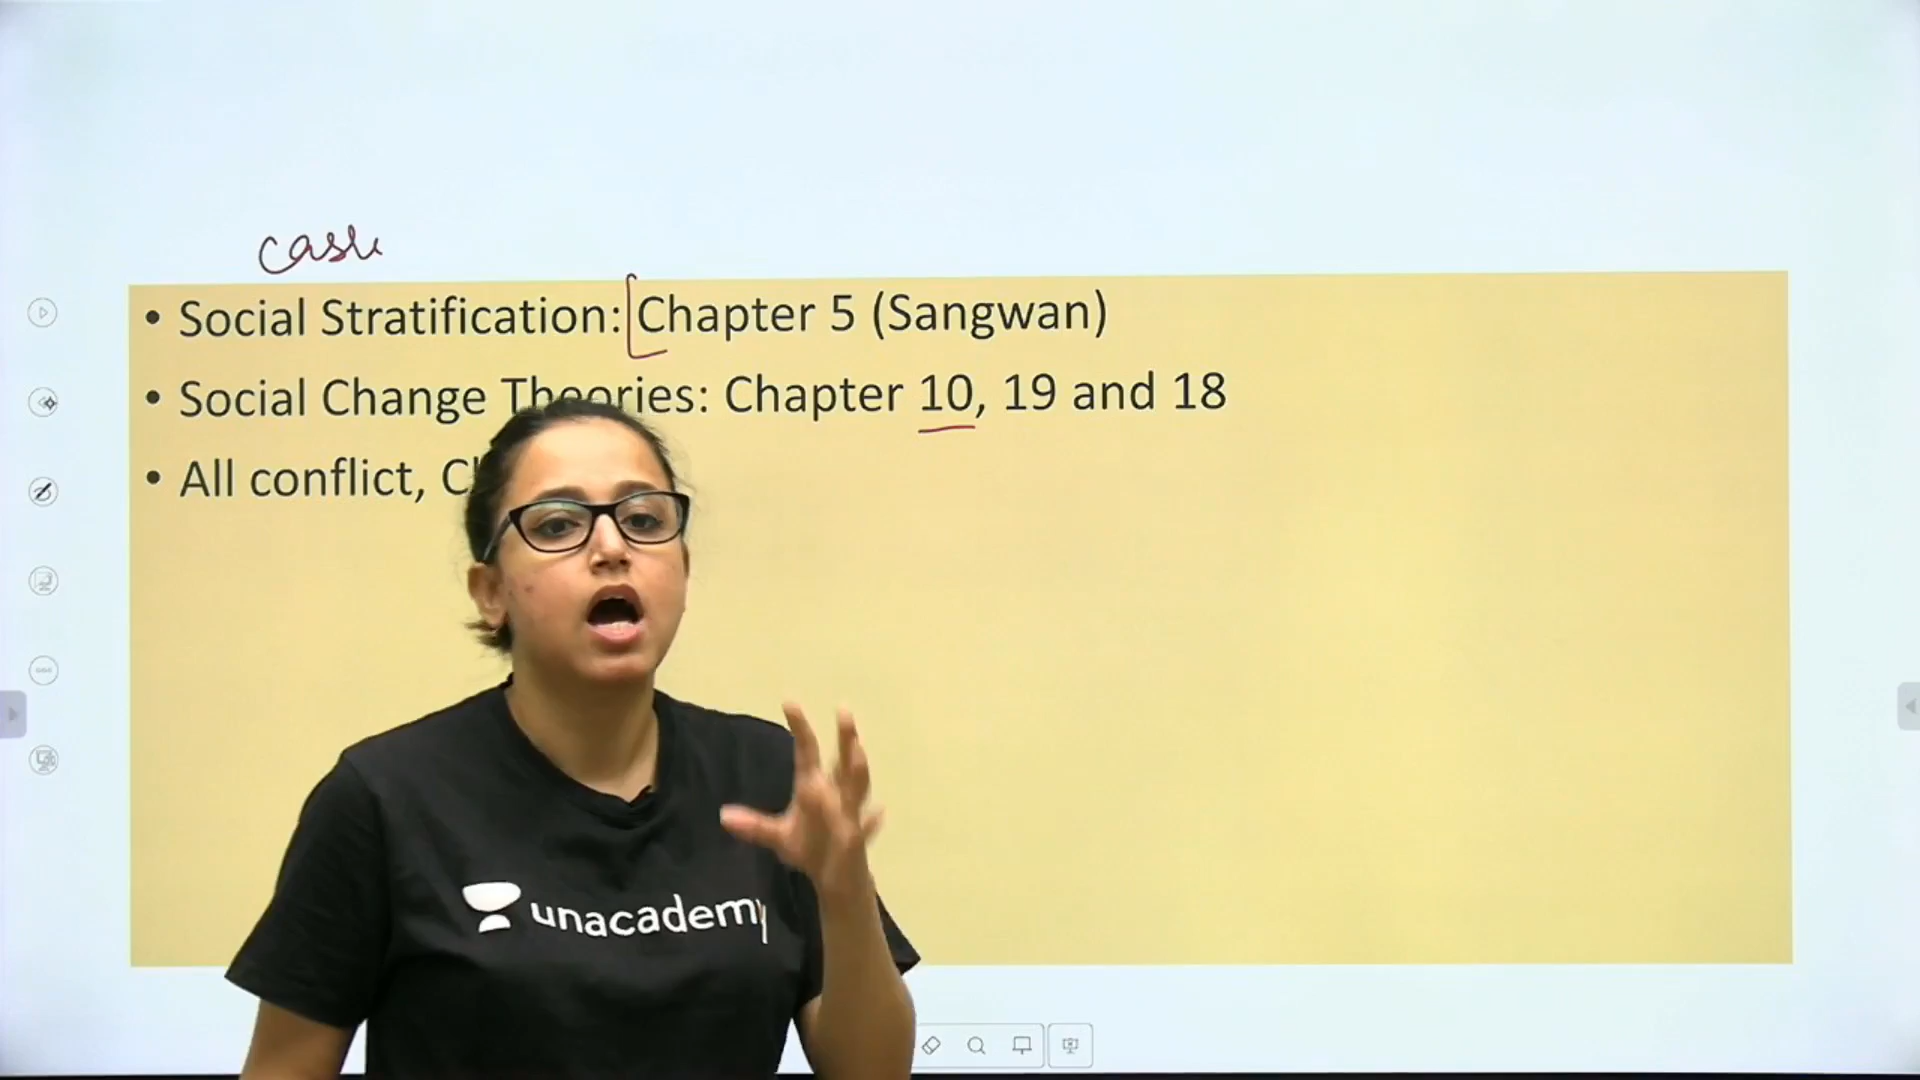 caste
• Social Stratification: Chapter 5 (Sangwan)
• Social Change Theories: Chapter 10, 19 and 18
• All conflict,
unacademy